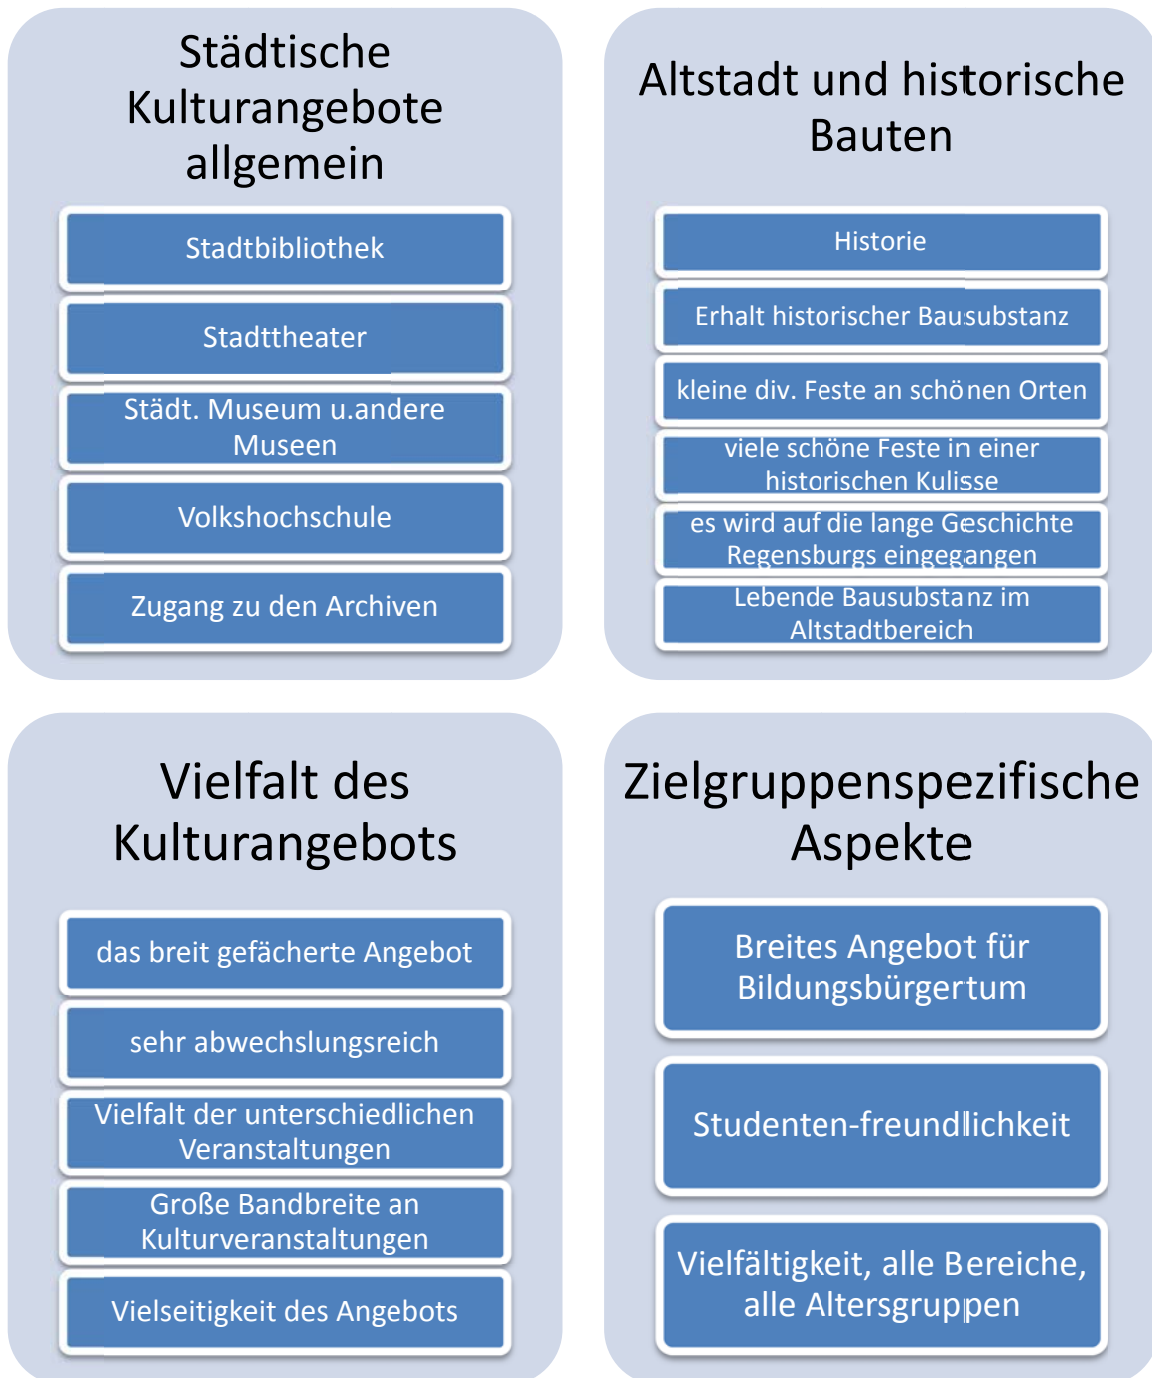 Städtische
Kulturangebote
allgemein
Stadtbibliothek
Stadttheater
Städt. Museum u.andere
Museen
Volkshochschule
Zugang zu den Archiven
Altstadt und historische
Bauten
Historie
Erhalt historischer Bausubstanz
kleine div. Feste an schönen Orten
viele schöne Feste in einer
historischen Kulisse
es wird auf die lange Geschichte
Regensburgs eingegangen
Lebende Bausubstanz im
Altstadtbereich
Vielfalt des
Kulturangebots
das breit gefächerte Angebot
sehr abwechslungsreich
Vielfalt der unterschiedlichen
Veranstaltungen
Große Bandbreite an
Kulturveranstaltungen
Vielseitigkeit des Angebots
Zielgruppenspezifische
Aspekte
Breites Angebot für
Bildungsbürgertum
Studenten-freundlichkeit
Vielfältigkeit, alle Bereiche,
alle Altersgruppen